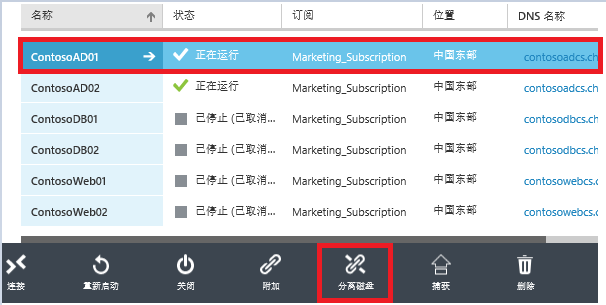 名称 状态 订阅 位置 DNS 名称
ContosoAD01 正在运行 Marketing_Subscription 中国东部 contosoadcs.ch
ContosoAD02 正在运行 Marketing_Subscription 中国东部 contosoadcs.ch
ContosoDB01 已停止 (已取消... Marketing_Subscription 中国东部 contosodbcs.ch
ContosoDB02 已停止 (已取消... Marketing_Subscription 中国东部 contosodbcs.ch
ContosoWeb01 已停止 (已取消... Marketing_Subscription 中国东部 contosowebcs.c
ContosoWeb02 已停止 (已取消... Marketing_Subscription 中国东部 contosowebcs.c
连接 重新启动 关闭 附加 分离磁盘 捕获 删除